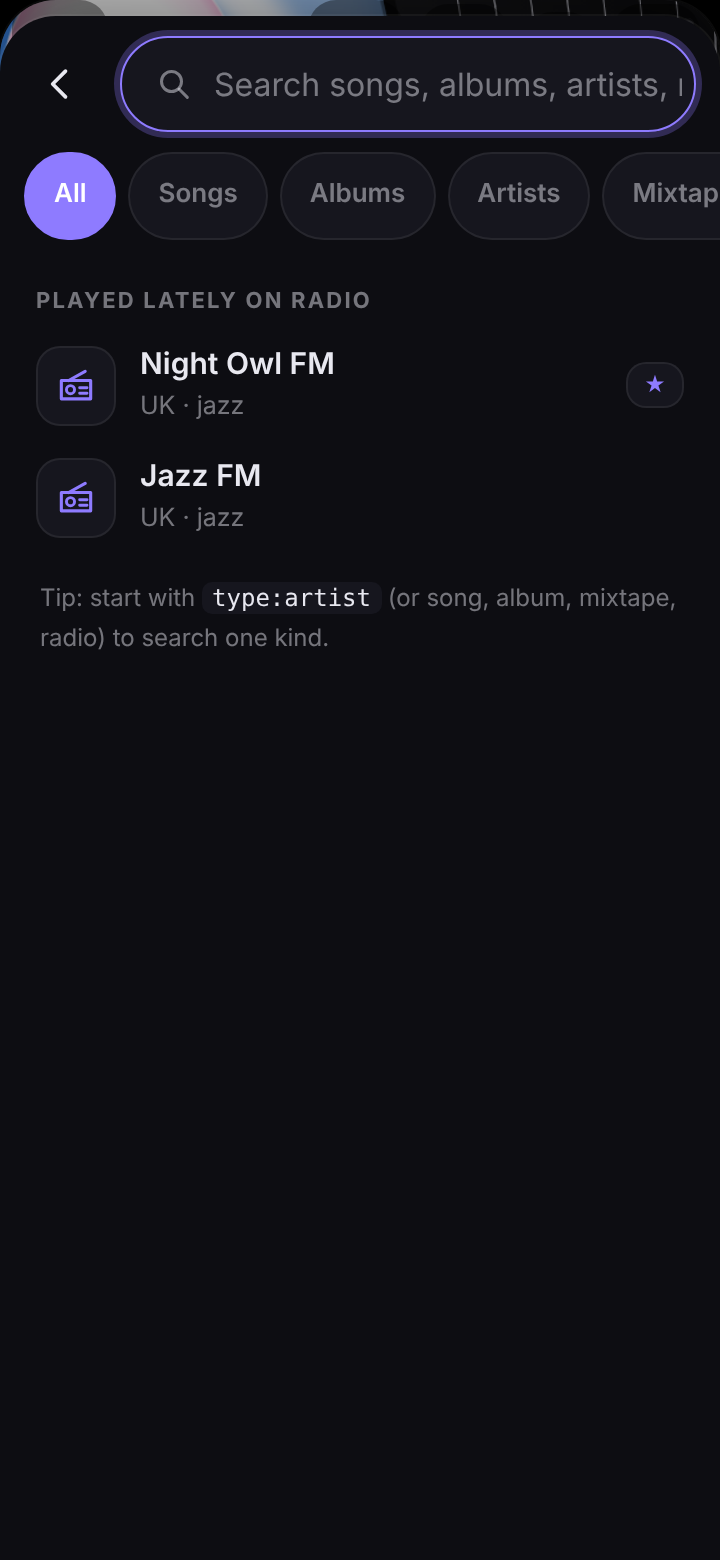 Search songs, albums, artists,
All
Songs
Albums
Artists
Mixtap
PLAYED LATELY ON RADIO
Night Owl FM
UK · jazz
★
Jazz FM
UK · jazz
Tip: start with type:artist (or song, album, mixtape,
radio) to search one kind.